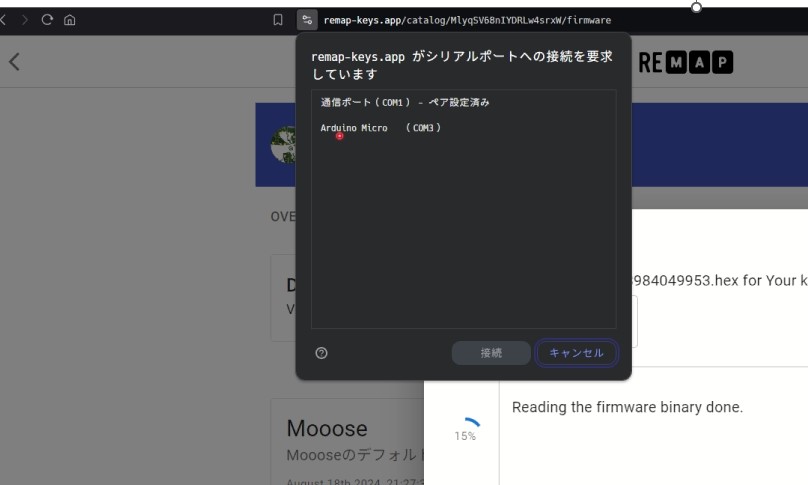 remap-keys.app/catalog/MlyqSV68nIYDRLw4srxW/firmware
remap-keys.app がシリアルポートへの接続を要求
しています
通信ポート（COM1） - ペア設定済み
Arduino Micro （COM3）
接続
キャンセル
REMAP
OVE
984049953.hex for Your k
D
V
Reading the firmware binary done.
15%
Mooose
Moooseのデフォルト
August 18th 2024, 21:27: